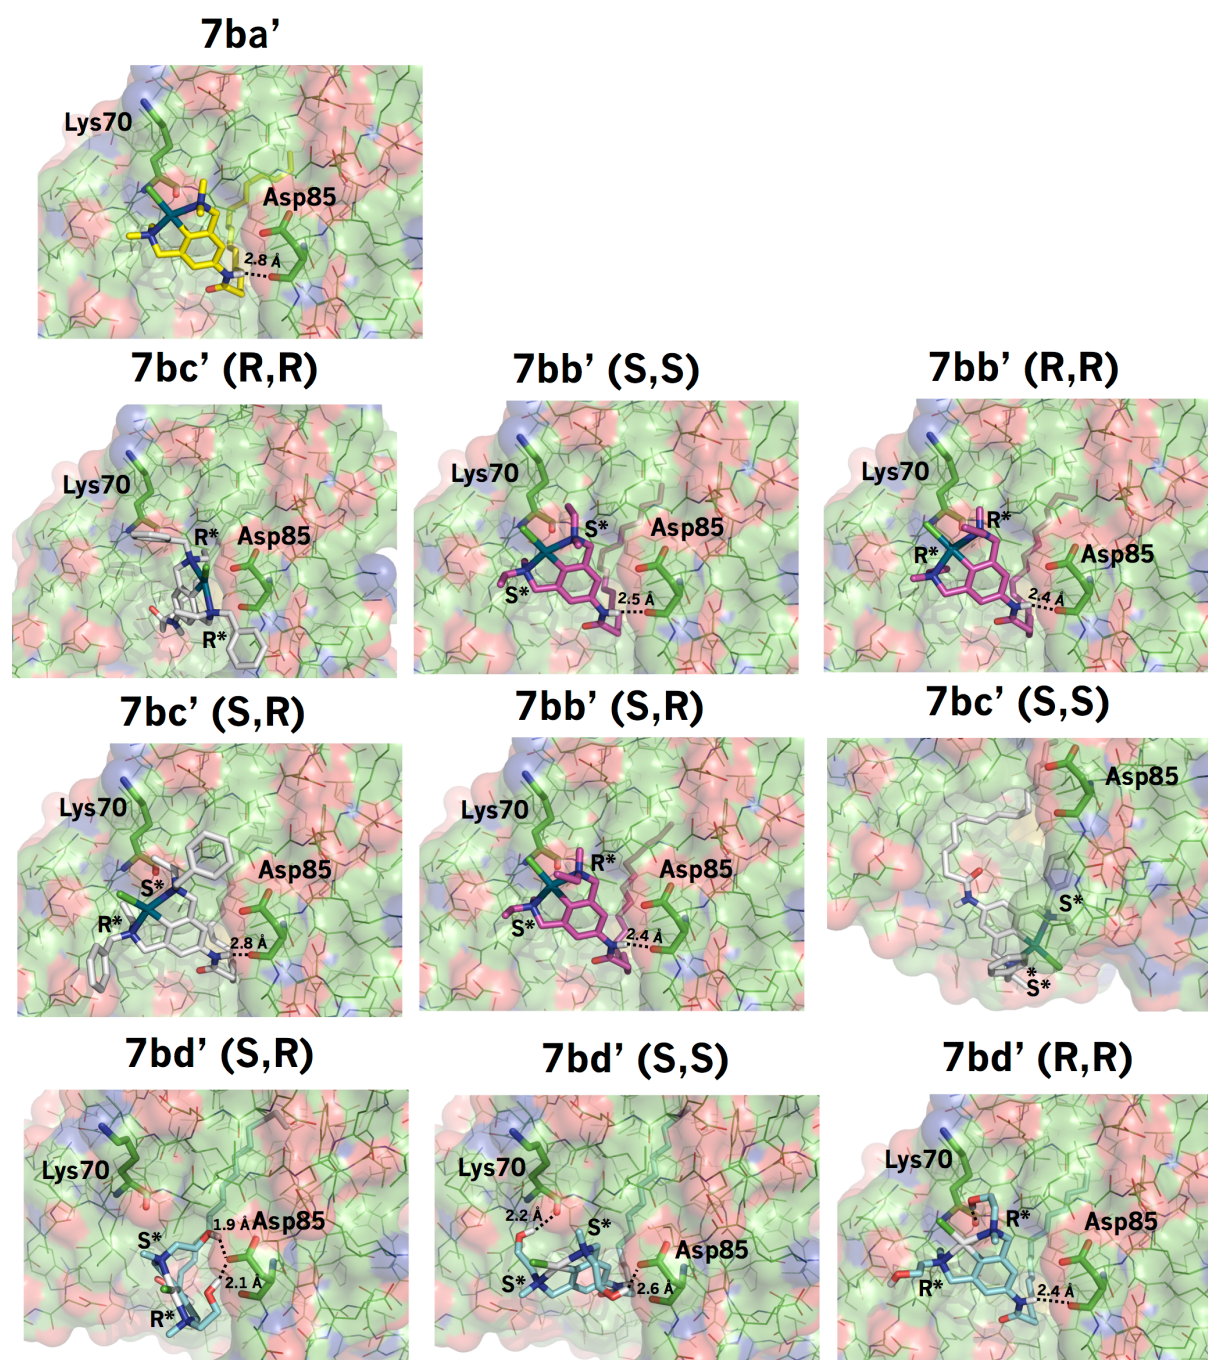 7ba’
Lys70
Asp85
2.8 Å
7bc’ (R,R)
7bb’ (S,S)
7bb’ (R,R)
Lys70
R*
Asp85
R*
Lys70
S*
Asp85
S*
2.5 Å
Lys70
R*
R*
Asp85
2.4 Å
7bc’ (S,R)
7bb’ (S,R)
7bc’ (S,S)
Lys70
S*
Asp85
R*
2.8 Å
Lys70
R*
Asp85
S*
2.4 Å
Asp85
S*
*
S*
7bd’ (S,R)
7bd’ (S,S)
7bd’ (R,R)
Lys70
1.9 Å
Asp85
S*
2.1 Å
R*
Lys70
2.2 Å
S*
Asp85
S*
2.6 Å
Lys70
R*
Asp85
R*
2.4 Å